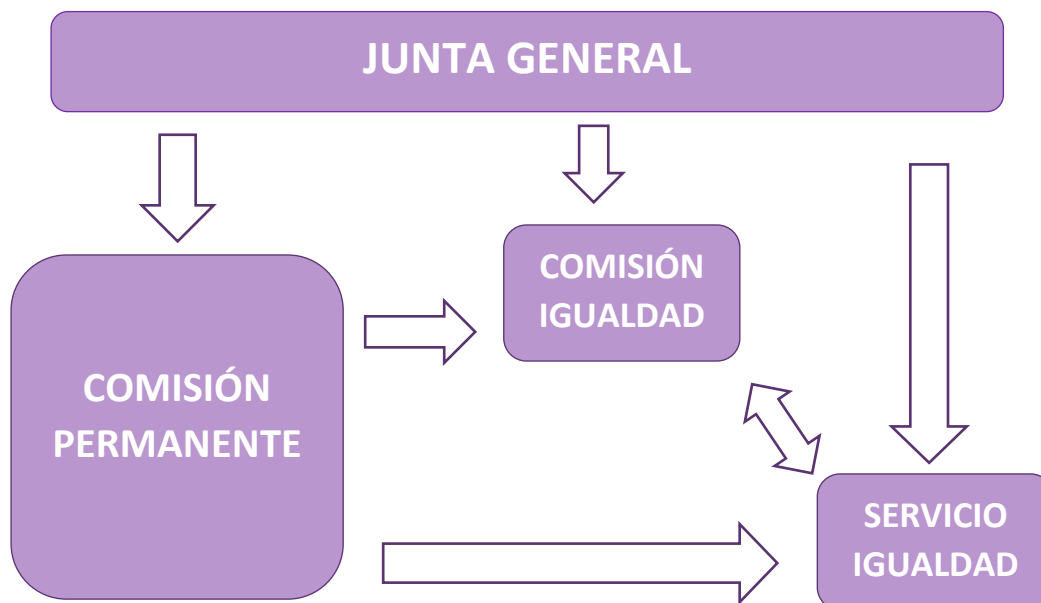 JUNTA GENERAL
COMISIÓN
IGUALDAD
COMISIÓN
PERMANENTE
SERVICIO
IGUALDAD